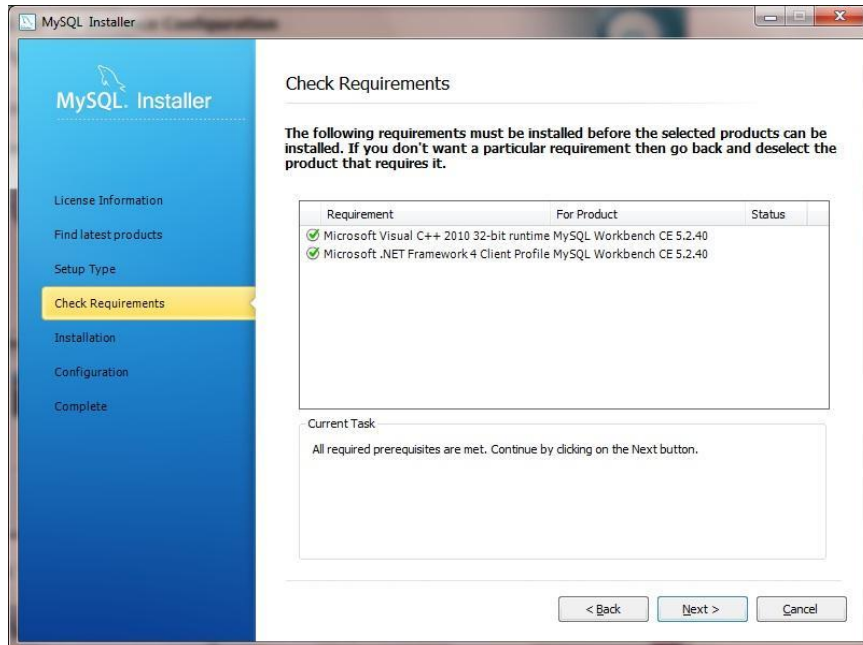 MySQL Installer
MySQL. Installer
License Information
Find latest products
Setup Type
Check Requirements
Installation
Configuration
Complete
Check Requirements
The following requirements must be installed before the selected products can be
installed. If you don't want a particular requirement then go back and deselect the
product that requires it.
Requirement For Product Status
Microsoft Visual C++ 2010 32-bit runtime MySQL Workbench CE 5.2.40
Microsoft .NET Framework 4 Client Profile MySQL Workbench CE 5.2.40
Current Task
All required prerequisites are met. Continue by clicking on the Next button.
< Back Next > Cancel